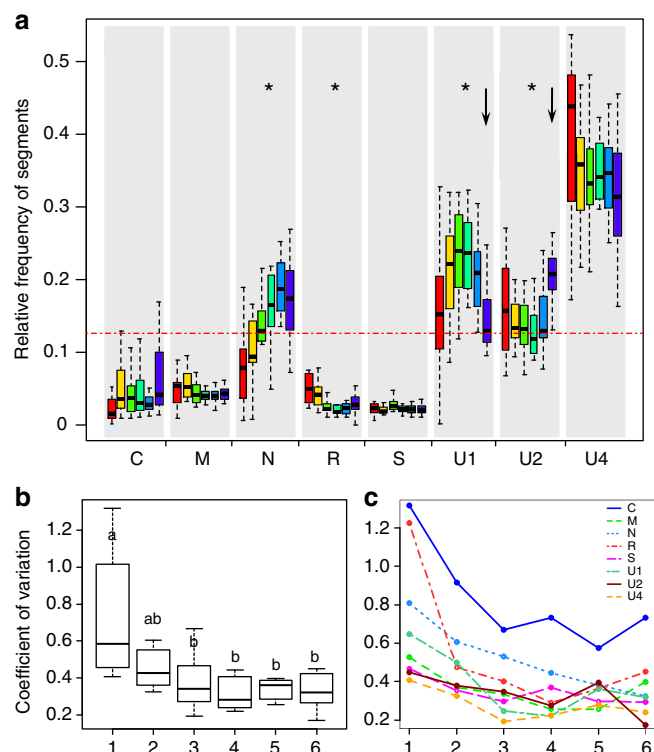 a
Relative frequency of segments
0.5
0.4
0.3
0.2
0.1
0
* * * *
C M N R S U1 U2 U4
b
Coefficient of variation
1.2
1.0
0.8
0.6
0.4
0.2
a
ab
b
b
b
b
1 2 3 4 5 6
c
1.2
1.0
0.8
0.6
0.4
0.2
C
M
N
R
S
U1
U2
U4
1 2 3 4 5 6